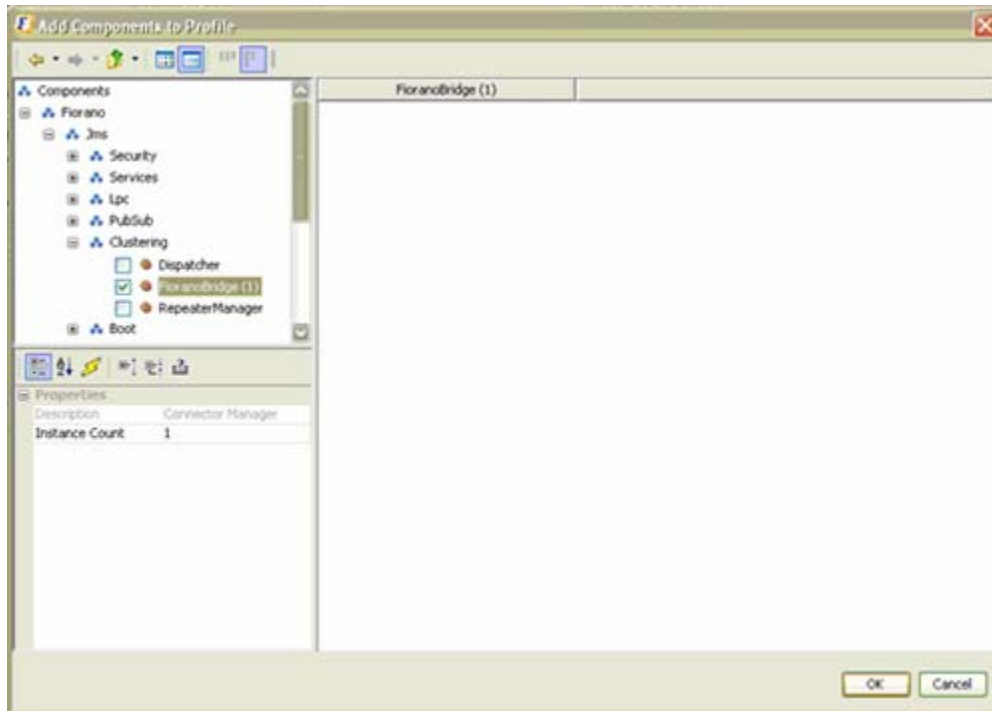 Add Components to Profile
Components
FioranoBridge (1)
Fiorano
Jms
Security
Services
Lpc
PubSub
Clustering
Dispatcher
FioranoBridge (1)
RepeaterManager
Boot
Properties
Description Connector Manager
Instance Count 1
OK Cancel